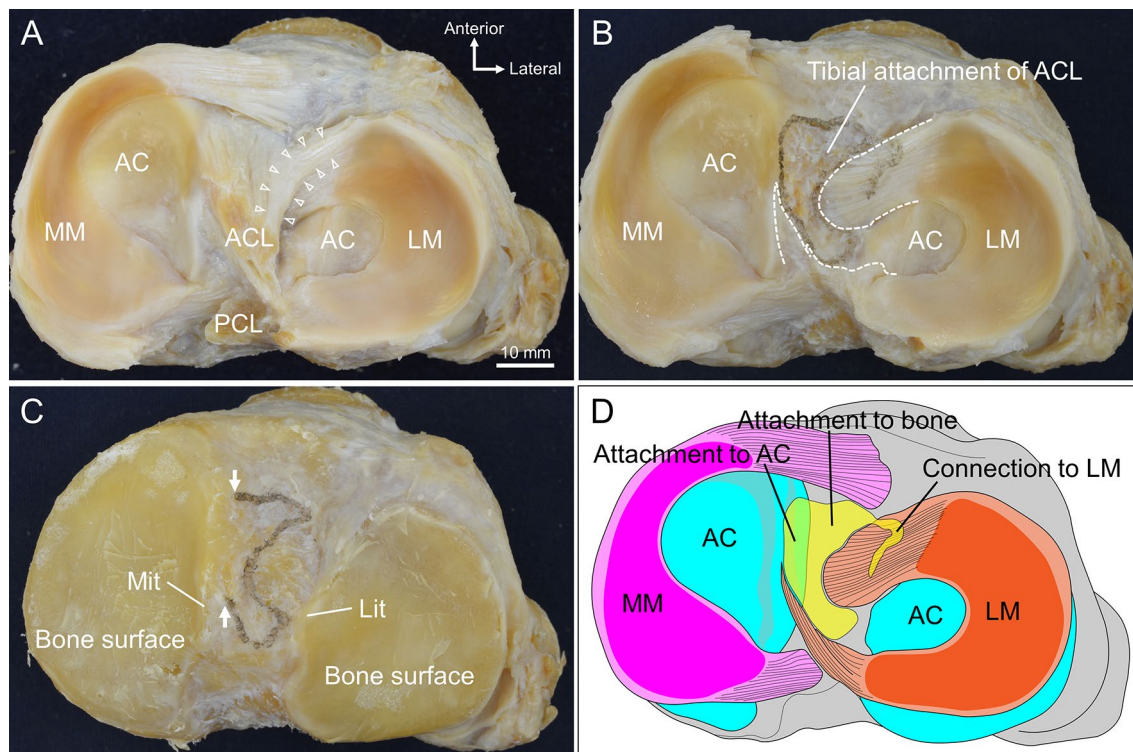 A
Anterior
Lateral
AC
MM
ACL
AC
LM
PCL
10 mm
B
Tibial attachment of ACL
AC
MM
AC
LM
C
Mit
Lit
Bone surface
Bone surface
D
Attachment to bone
Attachment to AC
Connection to LM
AC
MM
AC
LM